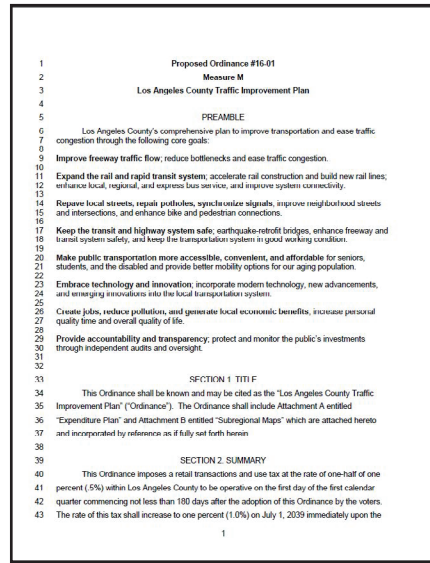 1 Proposed Ordinance #16-01
2 Measure M
3 Los Angeles County Traffic Improvement Plan
4
5 PREAMBLE
6 Los Angeles County's comprehensive plan to improve transportation and ease traffic
7 congestion through the following core goals:
8
9 Improve freeway traffic flow; reduce bottlenecks and ease traffic congestion.
10
11 Expand the rail and rapid transit system; accelerate rail construction and build new rail lines;
12 enhance local, regional, and express bus service, and improve system connectivity.
13
14 Repave local streets, repair potholes, synchronize signals, improve neighborhood streets
15 and intersections, and enhance bike and pedestrian connections.
16
17 Keep the transit and highway system safe; earthquake-retrofit bridges, enhance freeway and
18 transit system safety, and keep the transportation system in good working condition.
19
20 Make public transportation more accessible, convenient, and affordable for seniors,
21 students, and the disabled and provide better mobility options for our aging population.
22
23 Embrace technology and innovation; incorporate modern technology, new advancements,
24 and emerging innovations into the local transportation system.
25
26 Create jobs, reduce pollution, and generate local economic benefits; increase personal
27 quality time and overall quality of life.
28
29 Provide accountability and transparency; protect and monitor the public's investments
30 through independent audits and oversight.
31
32
33 SECTION 1. TITLE
34 This Ordinance shall be known and may be cited as the "Los Angeles County Traffic
35 Improvement Plan" ("Ordinance"). The Ordinance shall include Attachment A entitled
36 "Expenditure Plan" and Attachment B entitled "Subregional Maps" which are attached hereto
37 and incorporated by reference as if fully set forth herein.
38
39 SECTION 2. SUMMARY
40 This Ordinance imposes a retail transactions and use tax at the rate of one-half of one
41 percent (.5%) within Los Angeles County to be operative on the first day of the first calendar
42 quarter commencing not less than 180 days after the adoption of this Ordinance by the voters.
43 The rate of this tax shall increase to one percent (1.0%) on July 1, 2039 immediately upon the
1